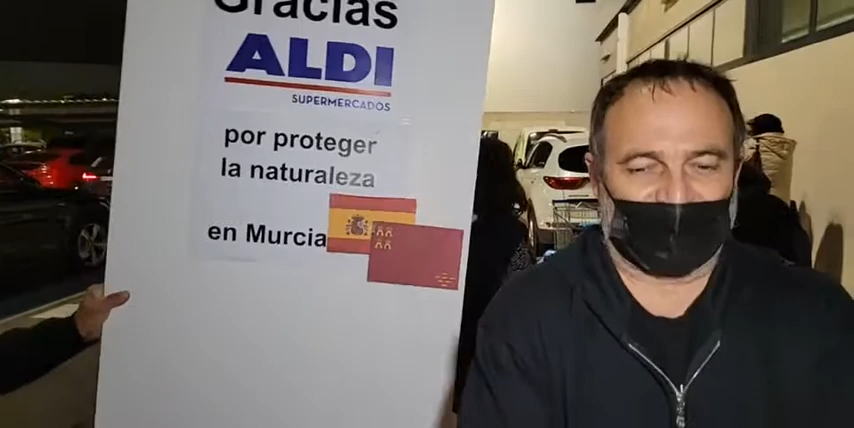 Gracias
ALDI
SUPERMERCADOS
por proteger
la naturaleza
en Murcia